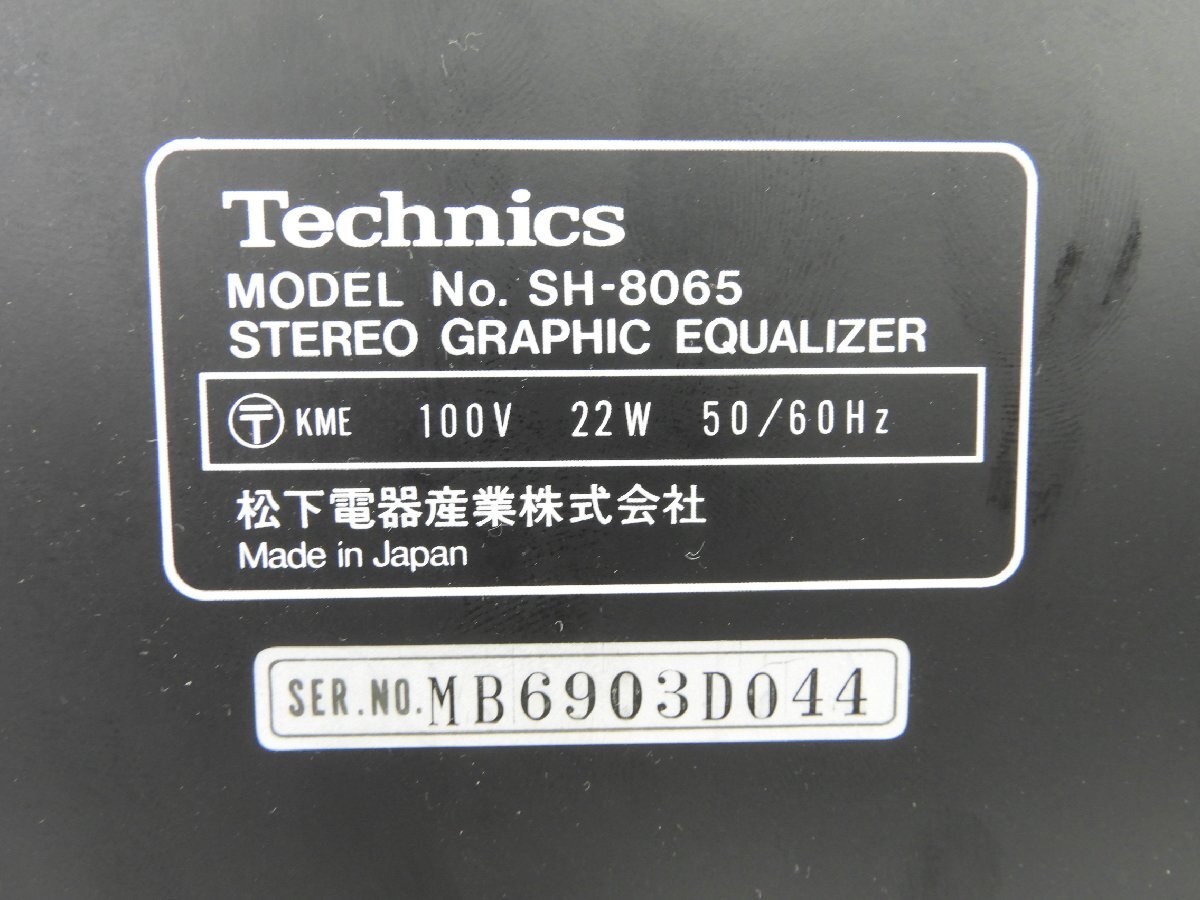 Technics
MODEL No. SH-8065
STEREO GRAPHIC EQUALIZER
〒 KME 100V 22W 50/60Hz
松下電器産業株式会社
Made in Japan
SER.NO. MB6903D044